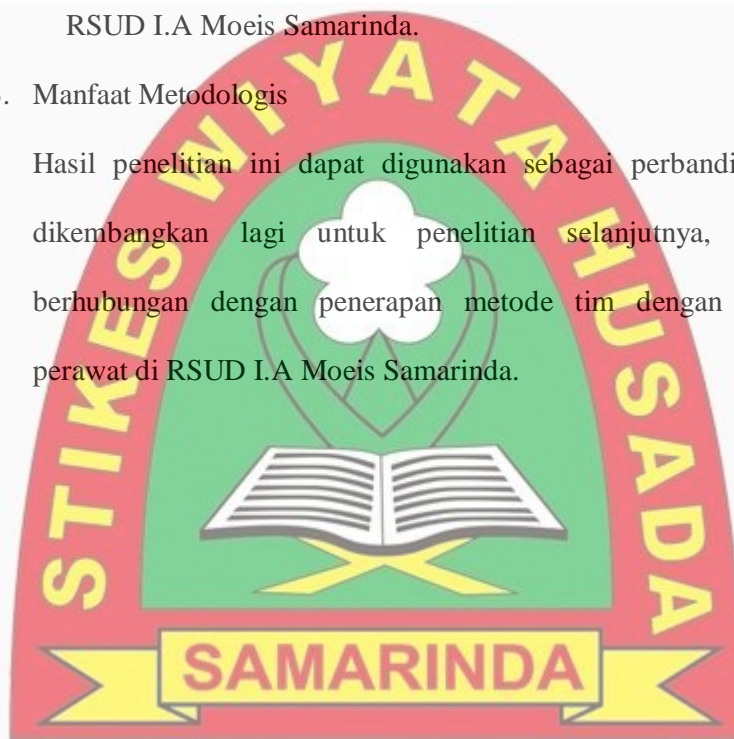 RSUD I.A Moeis Samarinda.
Manfaat Metodologis
Hasil penelitian ini dapat digunakan sebagai
dikembangkan lagi untuk penelitian selanjutnya,
berhubungan dengan penerapan metode tim dengan
perawat di RSUD I.A Moeis Samarinda.
STIKES WIYATA HUSADA
SAMARINDA